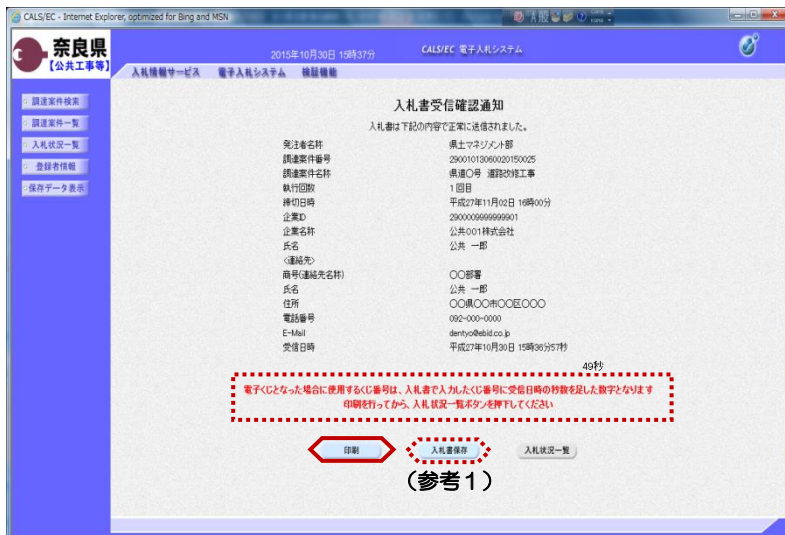 CALS/EC - Internet Explorer, optimized for Bing and MSN
奈良県
【公共工事等】
2015年10月30日 15時37分
CALS/EC 電子入札システム
入札情報サービス 電子入札システム 検証機能
調達案件検索
調達案件一覧
入札状況一覧
登録者情報
保存データ表示
入札書受信確認通知
入札書は下記の内容で正常に送信されました。
発注者名称 県土マネジメント部
調達案件番号 29001013060020150025
調達案件名称 県道〇号 道路改修工事
執行回数 1回目
締切日時 平成27年11月02日 16時00分
企業ID 2900009999999901
企業名称 公共001株式会社
氏名 公共 一郎
<連絡先>
商号(連絡先名称) 〇〇部署
氏名 公共 一郎
住所 〇〇県〇〇市〇〇区〇〇〇
電話番号 092-000-0000
E-Mail dentyo@ebid.co.jp
受信日時 平成27年10月30日 15時36分57秒
49秒
電子くじとなった場合に使用するくじ番号は、入札書で入力したくじ番号に受信日時の秒数を足した数字となります
印刷を行ってから、入札状況一覧ボタンを押下してください
印刷 入札書保存 入札状況一覧
(参考1)